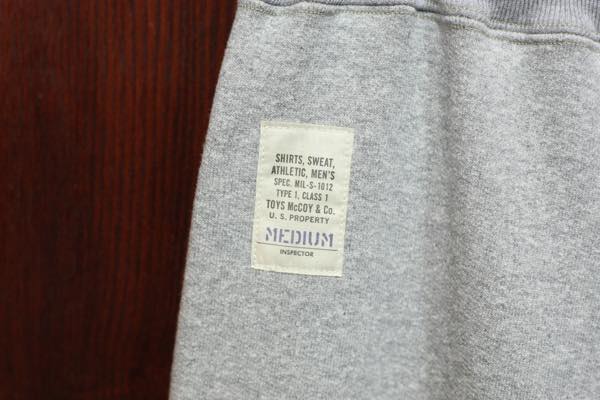 SHIRTS, SWEAT,
ATHLETIC, MEN'S
SPEC. MIL-S-1012
TYPE 1, CLASS 1
TOYS McCOY & Co.
U. S. PROPERTY
MEDIUM
INSPECTOR